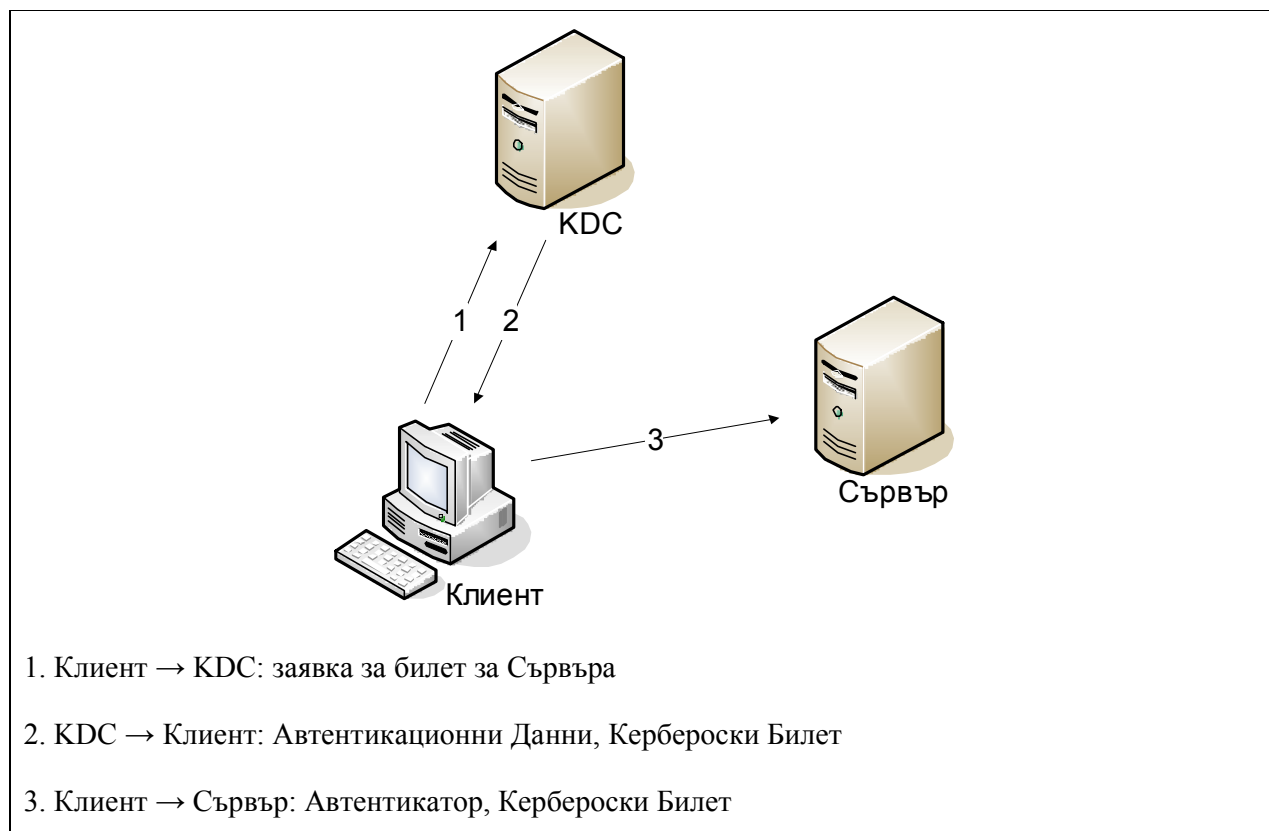 KDC
1
2
3
Сървър
Клиент
1. Клиент → KDC: заявка за билет за Сървъра
2. KDC → Клиент: Автентикационни Данни, Кербероски Билет
3. Клиент → Сървър: Автентикатор, Кербероски Билет